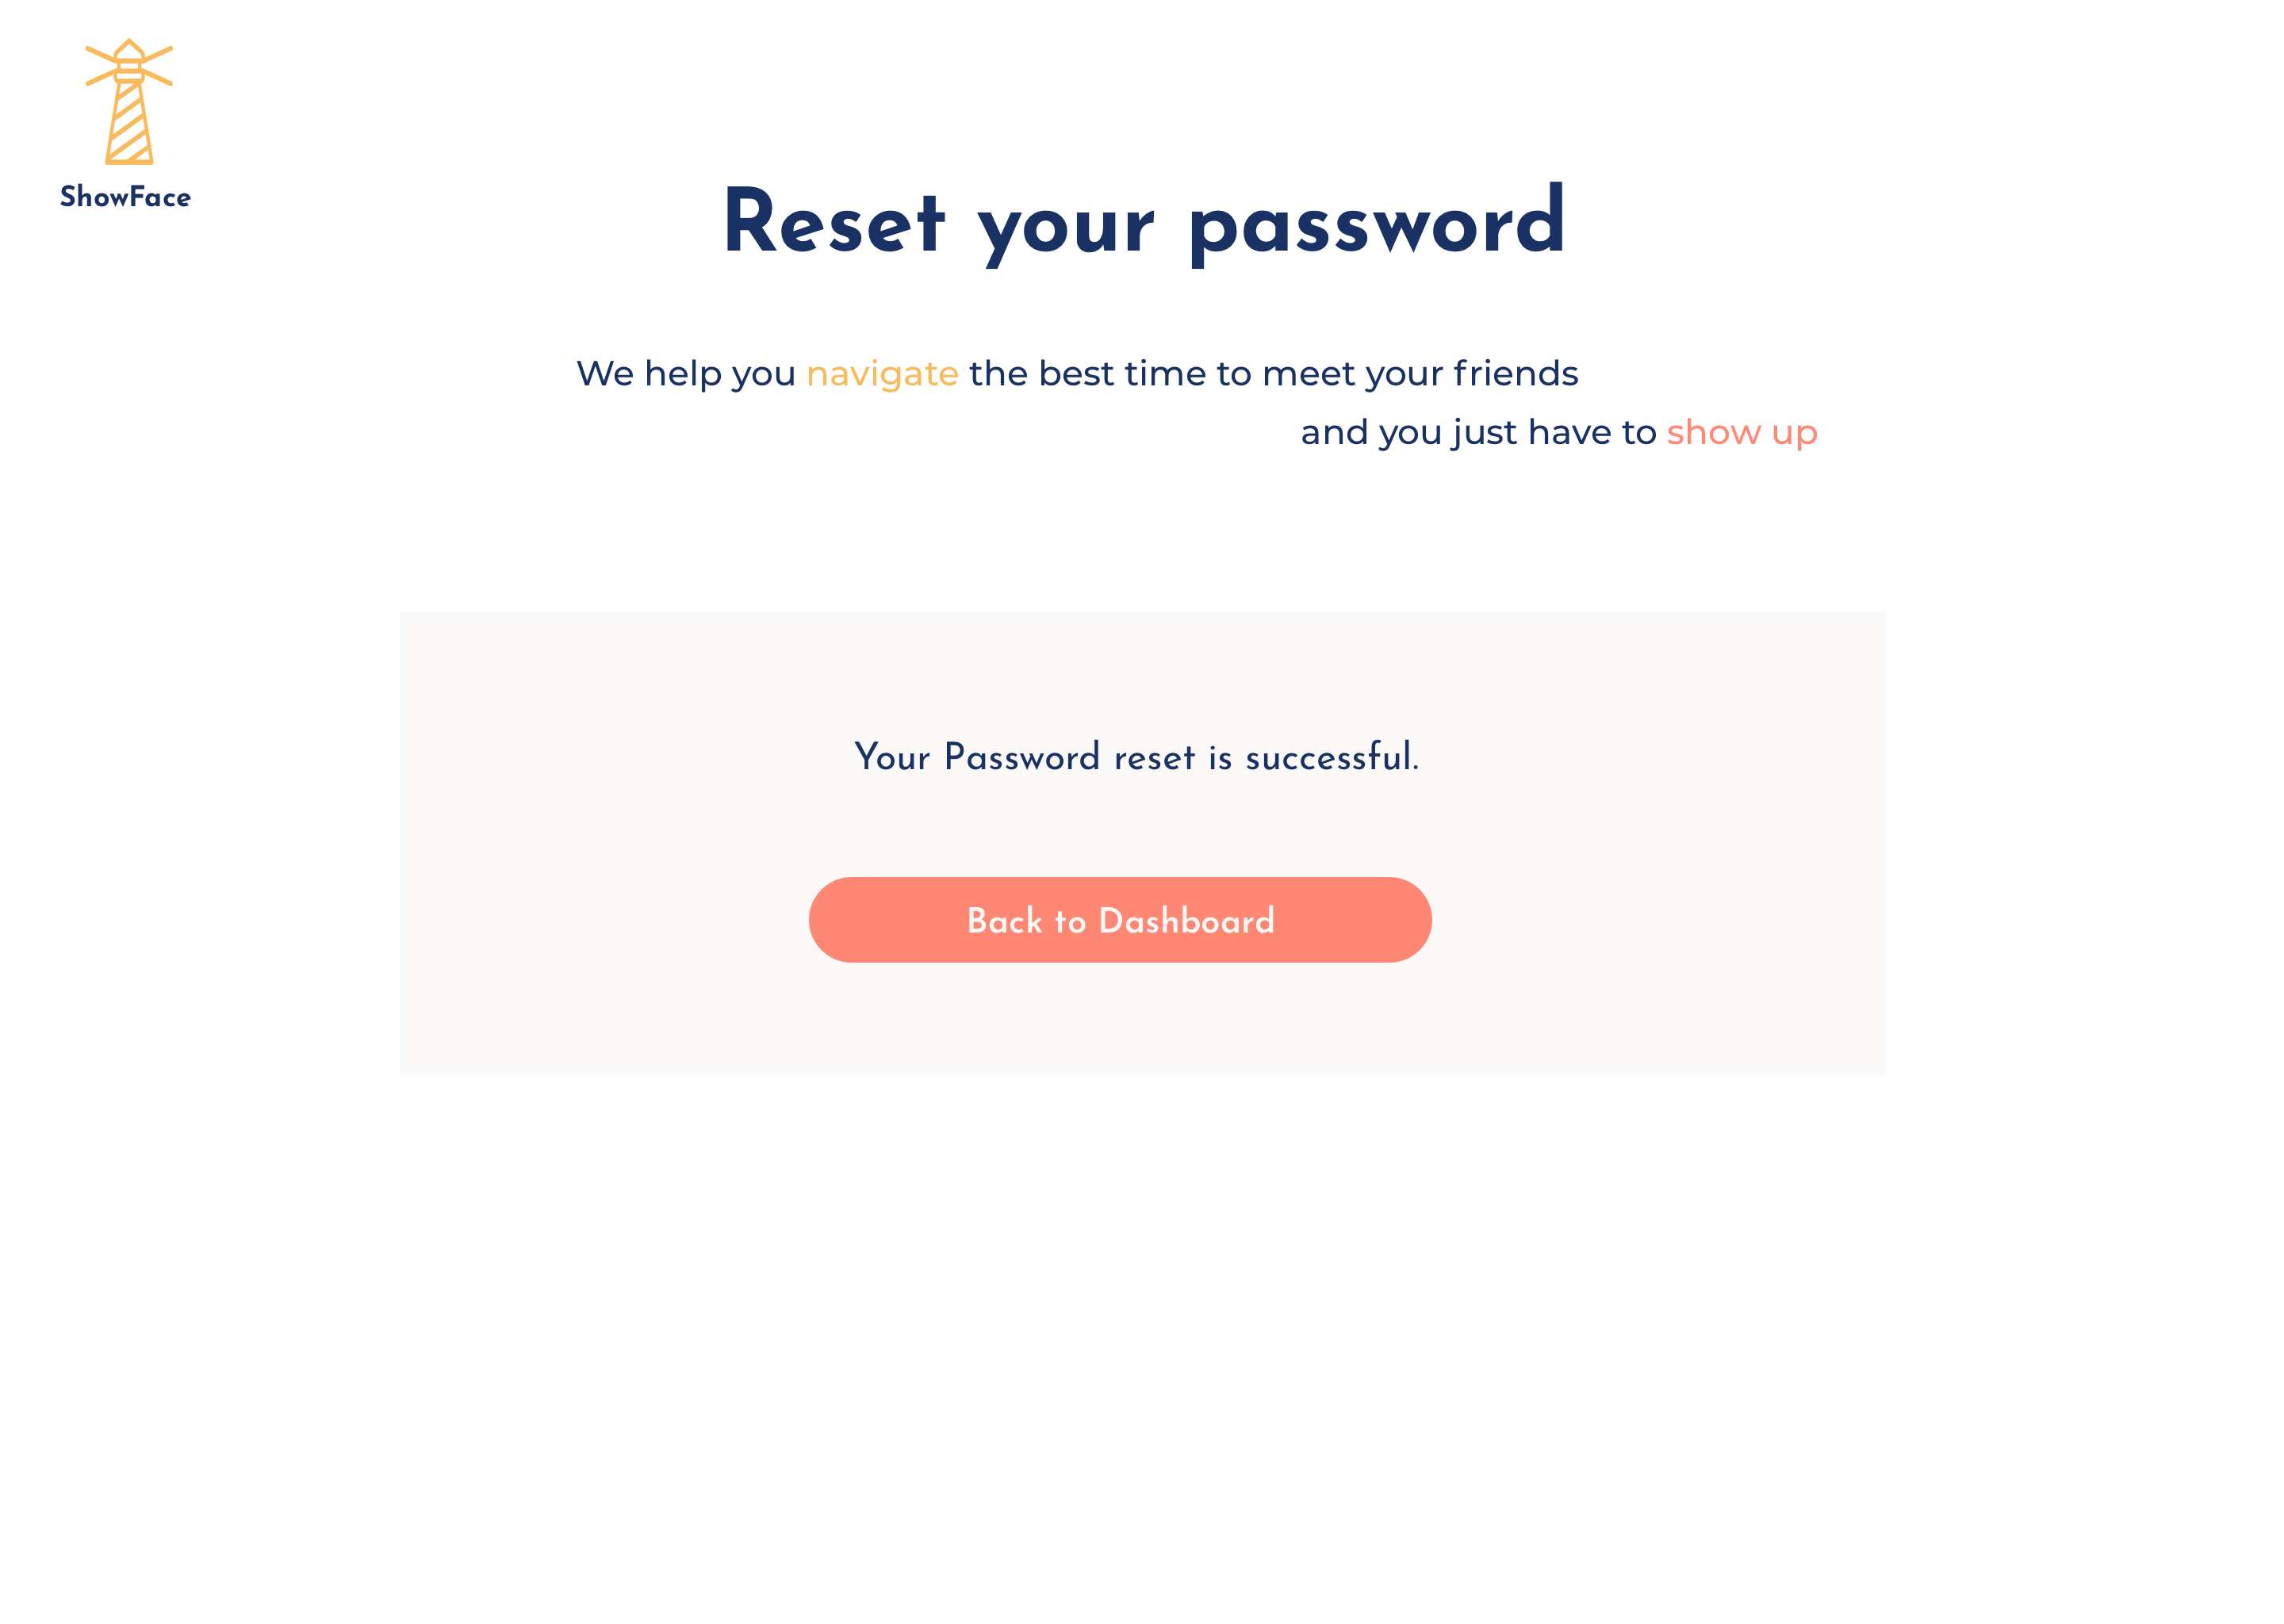 ShowFace
Reset your password
We help you navigate the best time to meet your friends
and you just have to show up
Your Password reset is successful.
Back to Dashboard